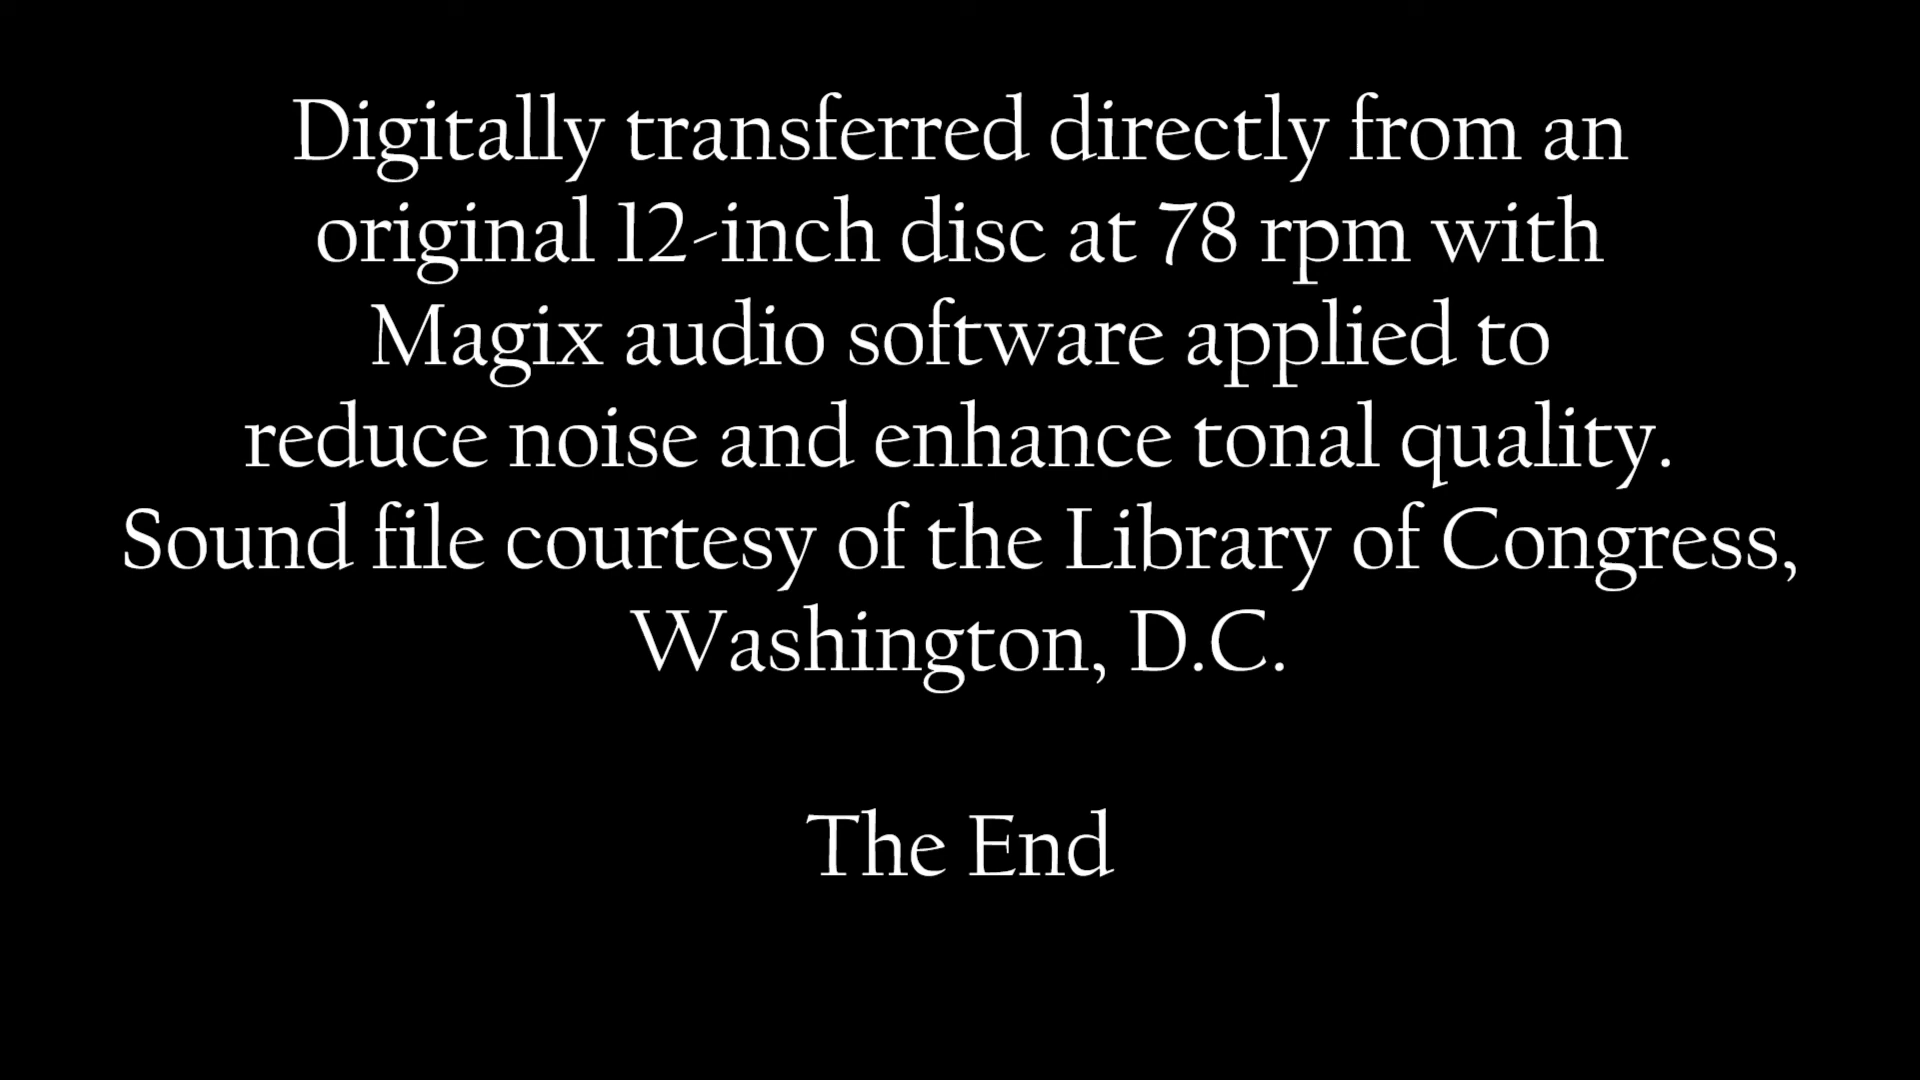 Digitally transferred directly from an
original 12-inch disc at 78 rpm with
Magix audio software applied to
reduce noise and enhance tonal quality.
Sound file courtesy of the Library of Congress,
Washington, D.C.
The End